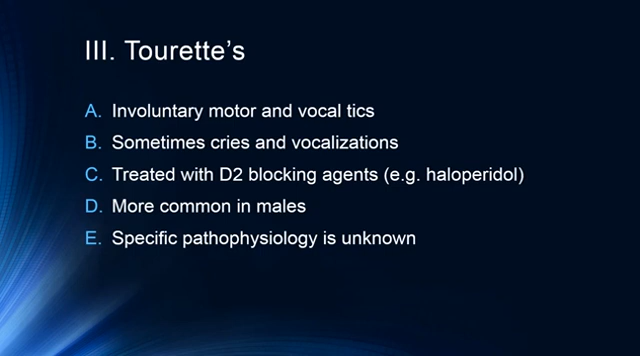 III. Tourette’s
A. Involuntary motor and vocal tics
B. Sometimes cries and vocalizations
C. Treated with D2 blocking agents (e.g. haloperidol)
D. More common in males
E. Specific pathophysiology is unknown